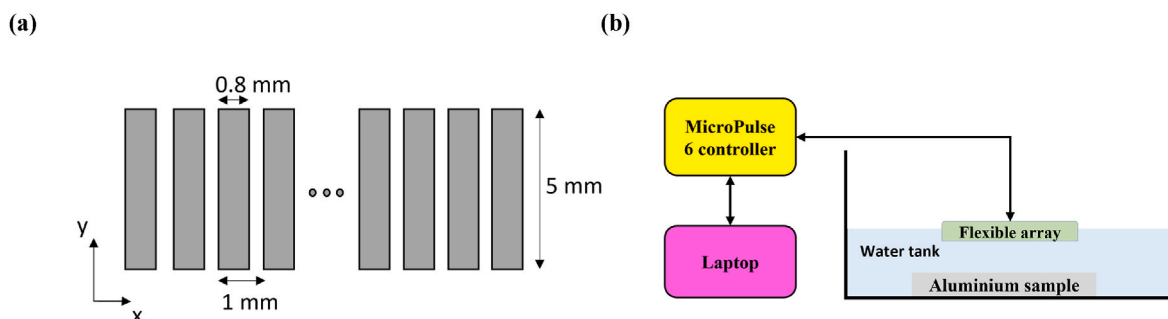 (a)
0.8 mm
5 mm
y
1 mm
x
(b)
MicroPulse
6 controller
Flexible array
Water tank
Laptop
Aluminium sample